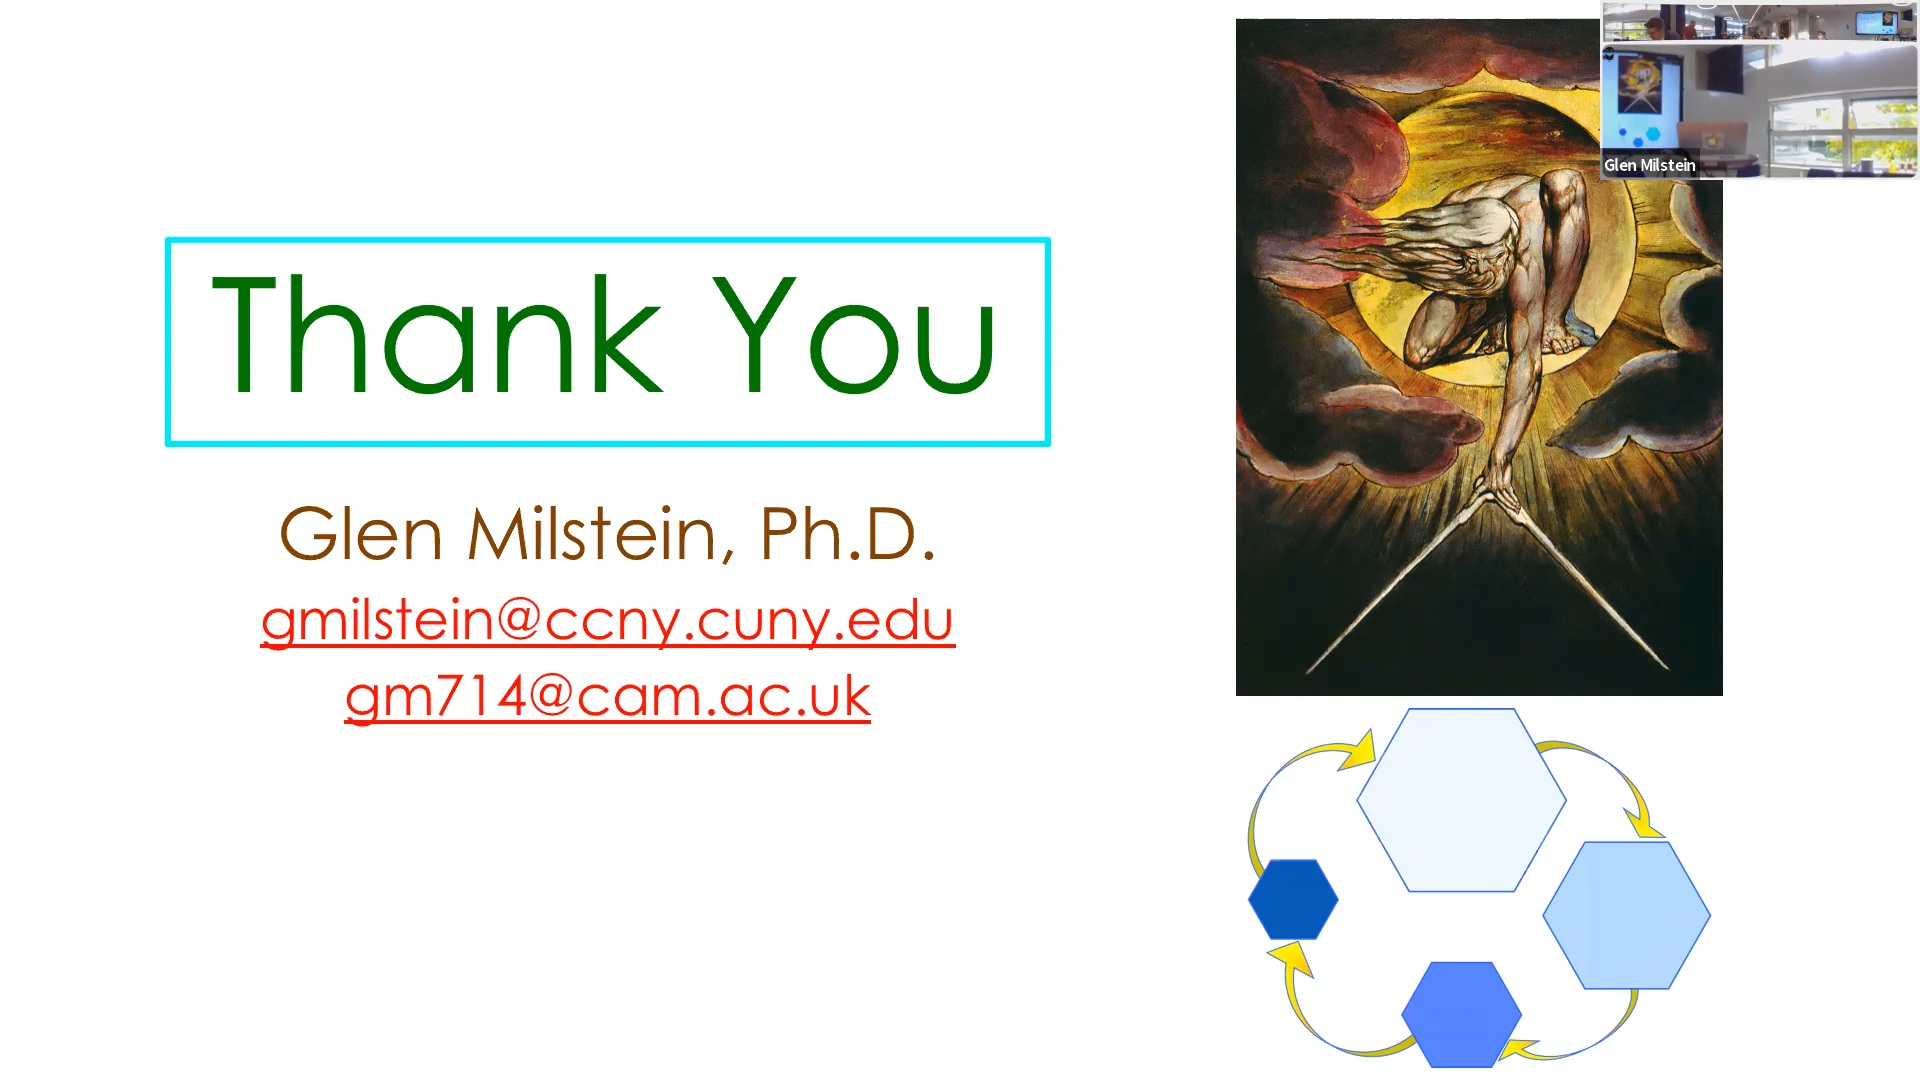 Thank You
Glen Milstein, Ph.D.
gmilstein@ccny.cuny.edu
gm714@cam.ac.uk
Glen Milstein